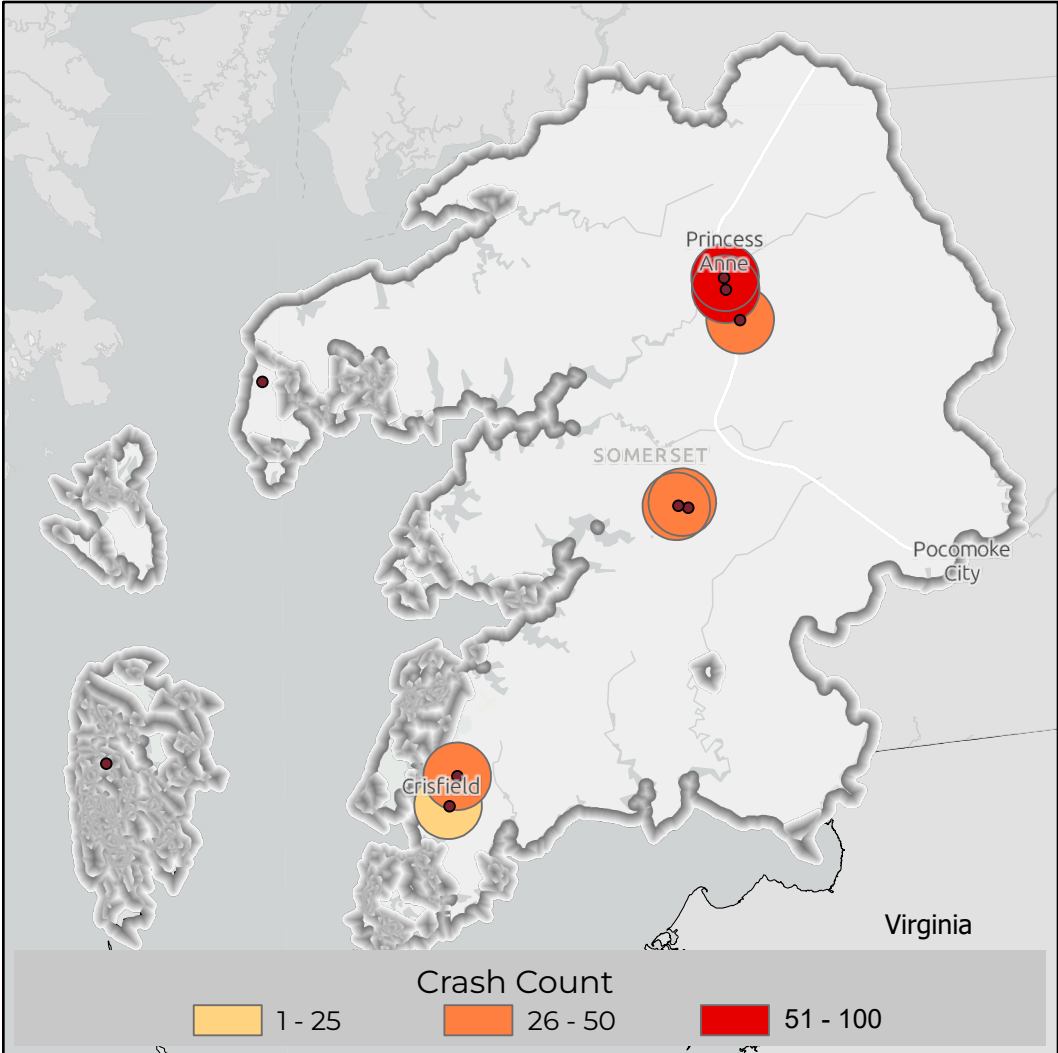 Princess
Anne
SOMERSET
Pocomoke
City
Crisfield
Virginia
Crash Count
1 - 25
26 - 50
51 - 100